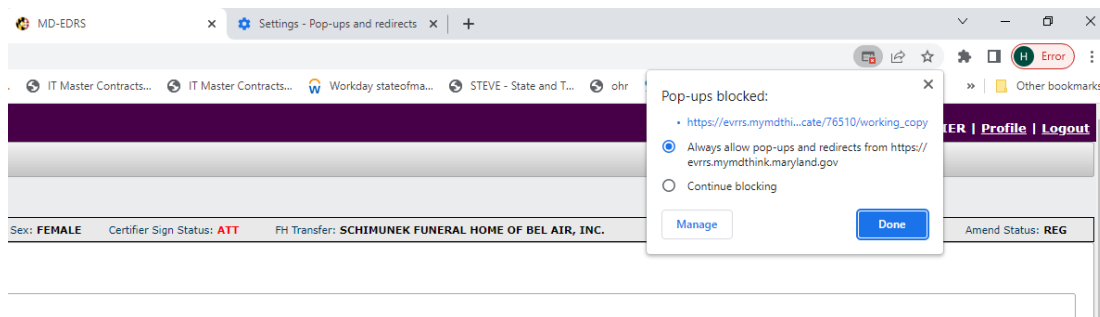 MD-EDRS
Settings - Pop-ups and redirects
Error
H
IT Master Contracts...
IT Master Contracts...
Workday stateofma...
STEVE - State and T...
ohr
»
Other bookmarks
Pop-ups blocked:
• https://evrrs.mymdthi...cate/76510/working_copy
Always allow pop-ups and redirects from https://
evrrs.mymdthink.maryland.gov
Continue blocking
Manage
Done
IER | Profile | Logout
Sex: FEMALE
Certifier Sign Status: ATT
FH Transfer: SCHIMUNEK FUNERAL HOME OF BEL AIR, INC.
Amend Status: REG